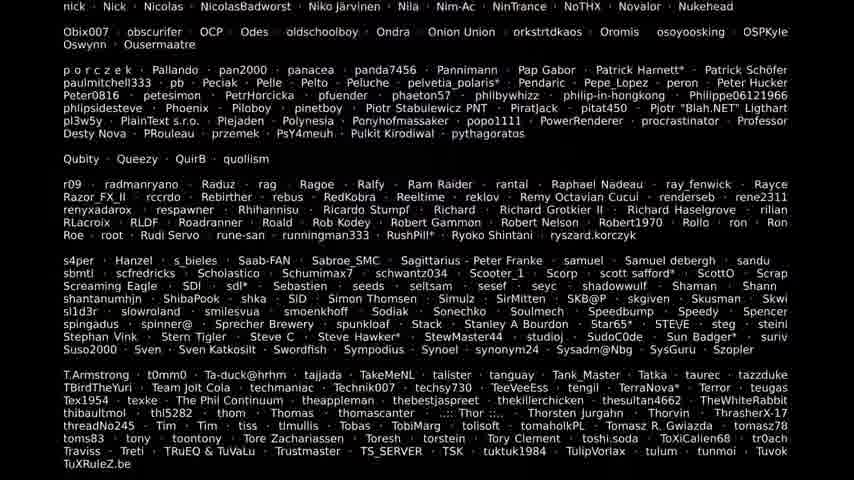 nick · Nick · Nicolas · NicolasBadworst · Niko Järvinen · Nila · Nim-Ac · NinTrance · NoTHX · Novalor · Nukehead
Obix007 · obscurifer · OCP · Odes · oldschoolboy · Ondra · Onion Union · orkstrtdkaos · Oromis · osoyoosking · OSPKyle
Oswynn · Ousermaatre
p o r c z e k · Pallando · pan2000 · panacea · panda7456 · Pannimann · Pap Gabor · Patrick Harnett* · Patrick Schöfer
paulmitchell333 · pb · Peciak · Pelle · Pelto · Peluche · pelvetia_polaris* · Pendaric · Pepe_Lopez · peron · Peter Hucker
Peter0816 · petesimon · PetrHorzicka · pfuender · phaeton57 · philbywhizz · philip-in-hongkong · Philippe06121966
phlipsidesteve · Phoenix · Piloboy · pinetboy · Piotr Stabulewicz PNT · PiratJack · pitat450 · Pjotr "Blah.NET" Ligthart
pl3w5y · PlainText s.r.o. · Plejaden · Polynesia · Ponyhofmassaker · popo1111 · PowerRenderer · procrastinator · Professor
Desty Nova · PRouleau · przemek · PsY4meuh · Pulkit Kirodiwal · pythagoratos
Qubity · Queezy · QuirB · quollism
r09 · radmanryano · Raduz · rag · Ragoe · Ralfy · Ram Raider · rantal · Raphael Nadeau · ray_fenwick · Rayce
Razor_FX_II · rccrdo · Rebirther · rebus · RedKobra · Reeltime · reklov · Remy Octavian Cucui · renderseb · rene2311
renyxadarox · respawner · Rhihannisu · Ricardo Stumpf · Richard · Richard Grotkier II · Richard Haselgrove · rilian
RLacroix · RLDF · Roadranner · Roald · Rob Kodey · Robert Gammon · Robert Nelson · Robert1970 · Rollo · ron · Ron
Roe · root · Rudi Servo · rune-san · runningman333 · RushPill* · Ryoko Shintani · ryszard.korczyk
s4per · Hanzel · s_bieles · Saab-FAN · Sabroe_SMC · Sagittarius - Peter Franke · samuel · Samuel debergh · sandu
sbmtl · scfredricks · Scholastico · Schumimax7 · schwantz034 · Scooter_1 · Scorp · scott safford* · ScottO · Scrap
Screaming Eagle · SDI · sdl* · Sebastien · seeds · seltsam · sesef · seyc · shadowwulf · Shaman · Shann
shantanumhjn · ShibaPook · shka · SID · Simon Thomsen · Simulz · SirMitten · SKB@P · skgiven · Skusman · Skwi
sl1d3r · slowroland · smilesvua · smoenkhoff · Sodiak · Sonechko · Soulmech · Speedbump · Speedy · Spencer
spingadus · spinner@ · Sprecher Brewery · spunkloaf · Stack · Stanley A Bourdon · Star65* · STE\/E · steg · steini
Stephan Vink · Stern Tigler · Steve C · Steve Hawker* · StewMaster44 · studioj · SudoC0de · Sun Badger* · suriv
Suso2000 · Sven · Sven Katkosilt · Swordfish · Sympodius · Synoel · synonym24 · Sysadm@Nbg · SysGuru · Szopler
T.Armstrong · t0mm0 · Ta-duck@hrhm · tajjada · TakeMeNL · talister · tanguay · Tank_Master · Tatka · taurec · tazzduke
TBirdTheYuri · Team Jolt Cola · techmaniac · Technik007 · techsy730 · TeeVeeEss · tengil · TerraNova* · Terror · teugas
Tex1954 · texke · The Phil Continuum · theappleman · thebestjaspreet · thekillerchicken · thesultan4662 · TheWhiteRabbit
thibaultmol · thl5282 · thom · Thomas · thomascanter · ..:: Thor ::.. · Thorsten Jurgahn · Thorvin · ThrasherX-17
threadNo245 · Tim · Tim · tiss · tlmullis · Tobas · TobiMarg · tolisoft · tomaholkPL · Tomasz R. Gwiazda · tomasz78
toms83 · tony · toontony · Tore Zachariassen · Toresh · torstein · Tory Clement · toshi.soda · ToXiCallen68 · tr0ach
Traviss · Treti · TRuEQ & TuVaLu · Trustmaster · TS_SERVER · TSK · tuktuk1984 · TulipVorlax · tulum · tunmoi · Tuvok
TuXRuleZ.be